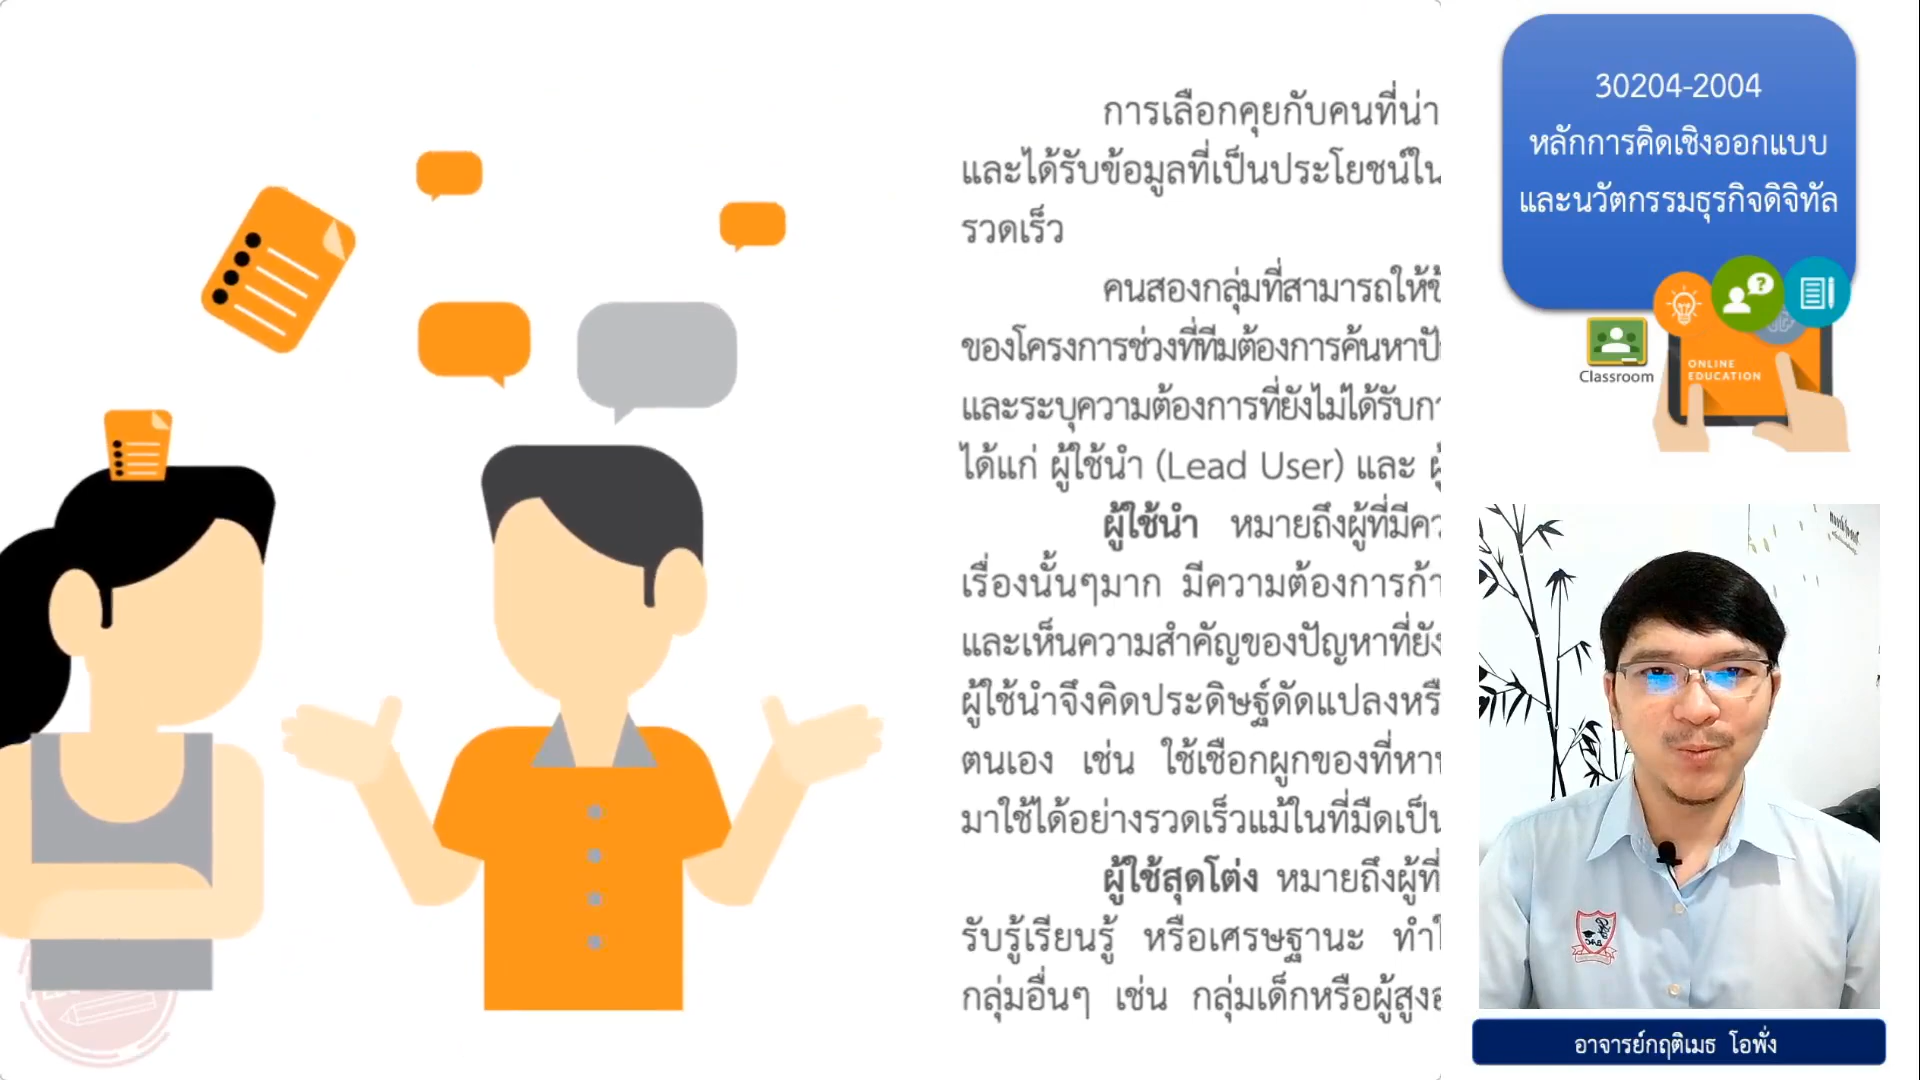 การเลือกคุยกับคนที่น่า
และได้รับข้อมูลที่เป็นประโยชน์ใน
รวดเร็ว
คนสองกลุ่มที่สามารถให้ข้
ของโครงการช่วงที่ทีมต้องการค้นหาปั
และระบุความต้องการที่ยังไม่ได้รับกา
ได้แก่ ผู้ใช้นำ (Lead User) และ ผู้
ผู้ใช้นำ หมายถึงผู้ที่มีคว
เรื่องนั้นๆมาก มีความต้องการก้า
และเห็นความสำคัญของปัญหาที่ยัง
ผู้ใช้นำจึงคิดประดิษฐ์ดัดแปลงหรื
ตนเอง เช่น ใช้เชือกผูกของที่หา
มาใช้ได้อย่างรวดเร็วแม้ในที่มืดเป็น
ผู้ใช้สุดโต่ง หมายถึงผู้ที่
รับรู้เรียนรู้ หรือเศรษฐานะ ทำใ
กลุ่มอื่นๆ เช่น กลุ่มเด็กหรือผู้สูงอ
30204-2004
หลักการคิดเชิงออกแบบ
และนวัตกรรมธุรกิจดิจิทัล
Classroom
ONLINE
EDUCATION
อาจารย์กฤติเมธ โอพั่ง